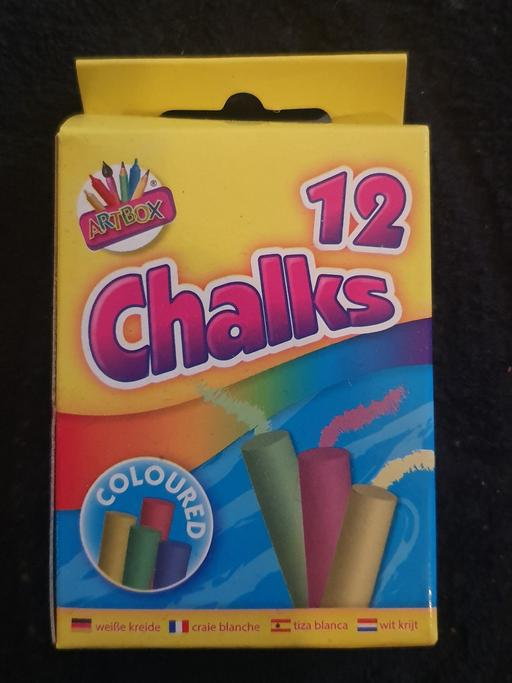 ARTBOX ®
12
Chalks
COLOURED
weiße kreide craie blanche tiza blanca wit krijt